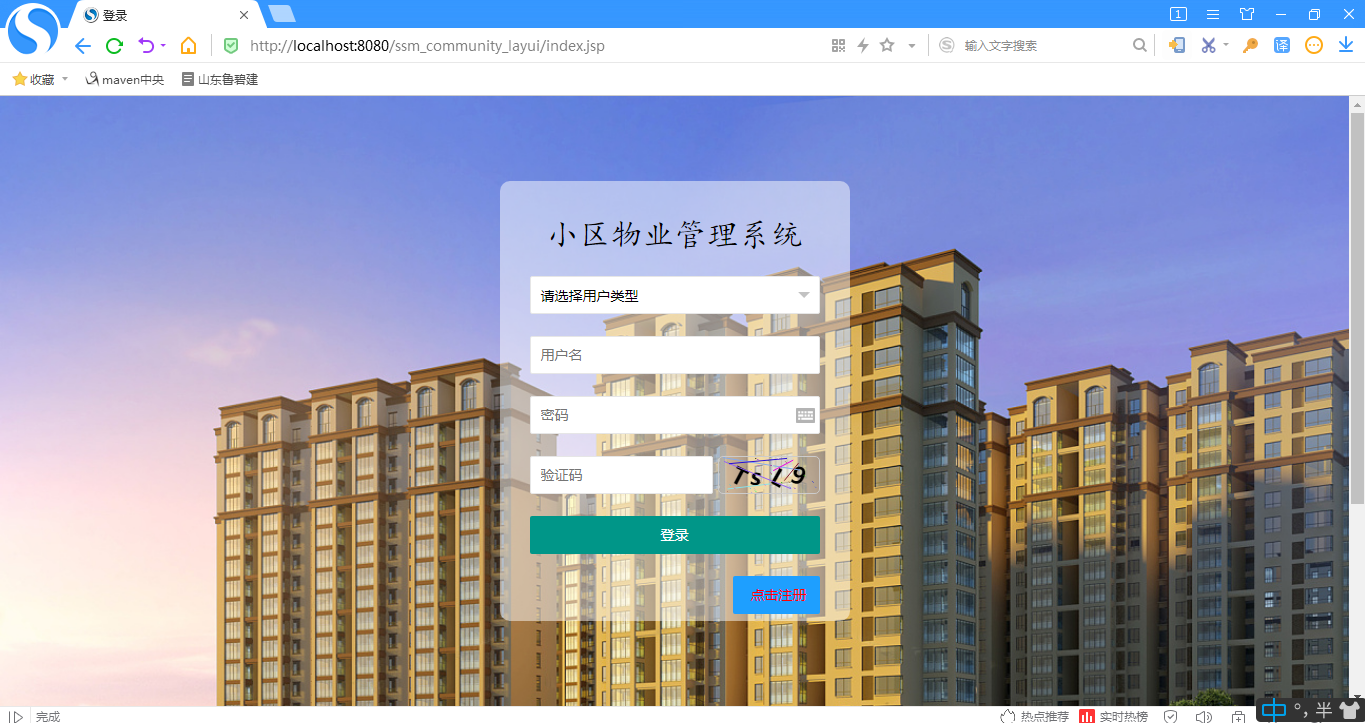 登录
1
http://localhost:8080/ssm_community_layui/index.jsp
输入文字搜索
译
收藏
maven中央
山东鲁碧建
小区物业管理系统
请选择用户类型
用户名
密码
验证码
TsL9
登录
点击注册
完成
热点推荐
实时热榜
中 °, 半